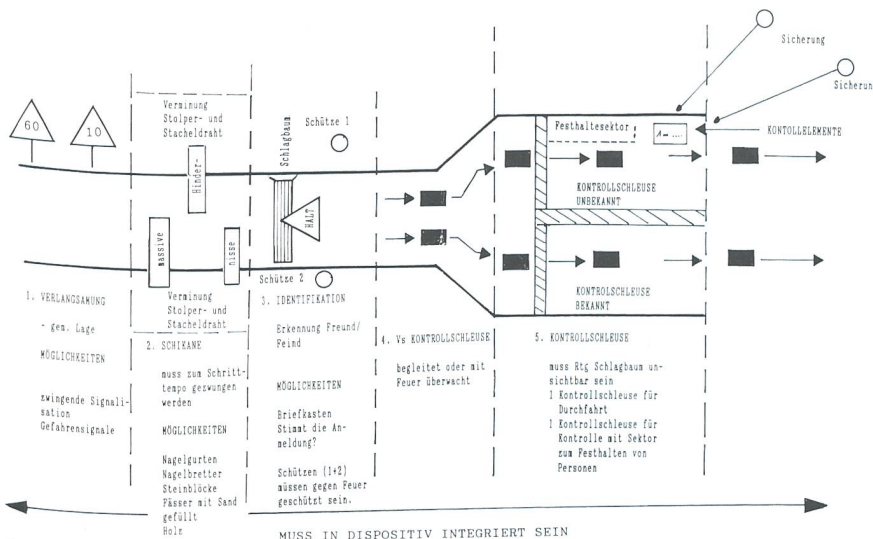 Sicherung
Sicherun
60
10
Verminung
Stolper- und
Stacheldraht
Hinder-
massive
nisse
Verminung
Stolper- und
Stacheldraht
Schlagbaum
HALT
Schütze 1
Schütze 2
Festhaltesektor
KONTOLLELEMENTE
KONTROLLSCHLEUSE
UNBEKANNT
KONTROLLSCHLEUSE
BEKANNT
1. VERLANGSAMUNG
- gem. Lage
MÖGLICHKEITEN
zwingende Signali-
sation
Gefahrensignale
2. SCHIKANE
muss zum Schritt-
tempo gezwungen
werden
MÖGLICHKEITEN
Nagelgurten
Nagelbretter
Steinblöcke
Fässer mit Sand
gefüllt
Holz
3. IDENTIFIKATION
Erkennung Freund/
Feind
MÖGLICHKEITEN
Briefkasten
Stimmt die An-
meldung?
Schützen (1+2)
müssen gegen Feuer
geschützt sein.
4. Vs KONTROLLSCHLEUSE
begleitet oder mit
Feuer überwacht
5. KONTROLLSCHLEUSE
muss Rtg Schlagbaum un-
sichtbar sein
1 Kontrollschleuse für
Durchfahrt
1 Kontrollschleuse für
Kontrolle mit Sektor
zum Festhalten von
Personen
MUSS IN DISPOSITIV INTEGRIERT SEIN